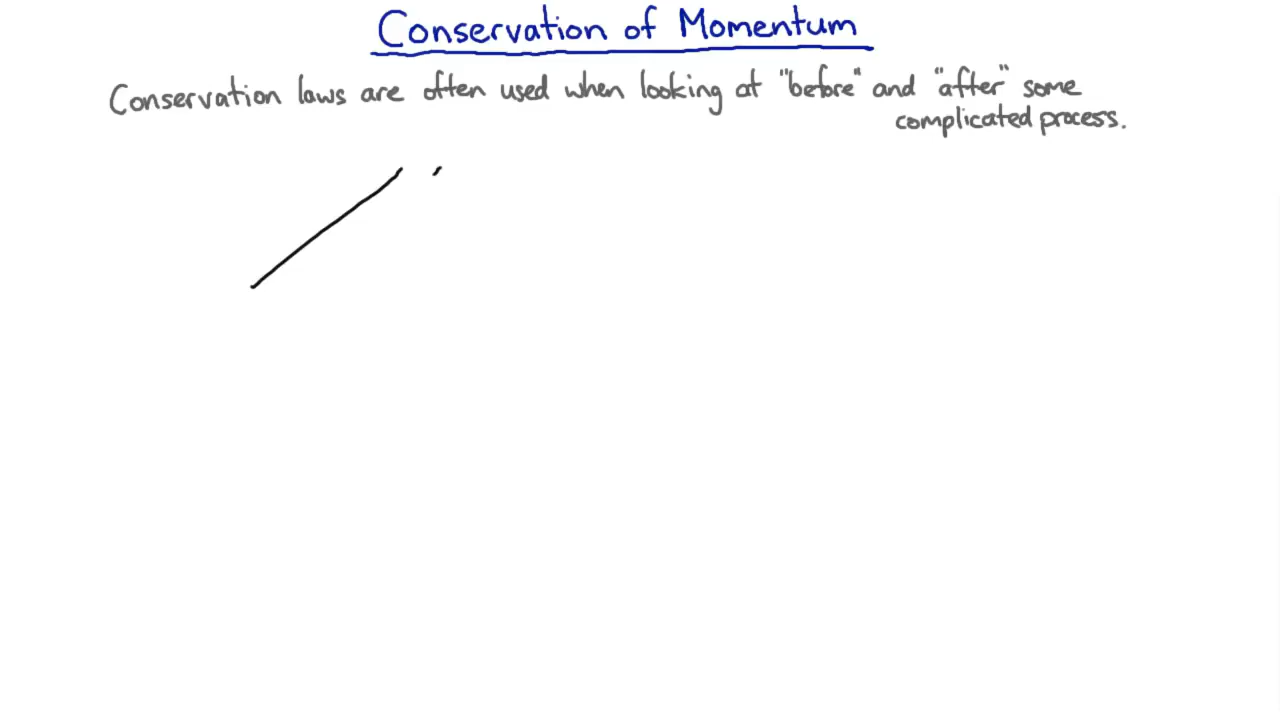 Conservation of Momentum
Conservation laws are often used when looking at "before" and "after" some
complicated process.